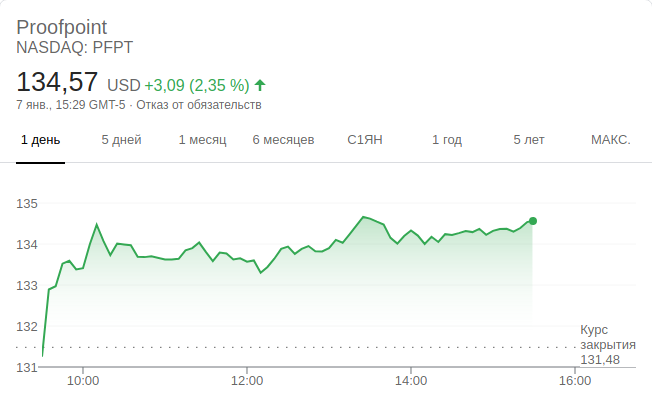 Proofpoint
NASDAQ: PFPT
134,57 USD +3,09 (2,35 %)
7 янв., 15:29 GMT-5 · Отказ от обязательств
1 день 5 дней 1 месяц 6 месяцев С1ЯН 1 год 5 лет МАКС.
135
134
133
132
Курс
закрытия
131,48
131
10:00 12:00 14:00 16:00